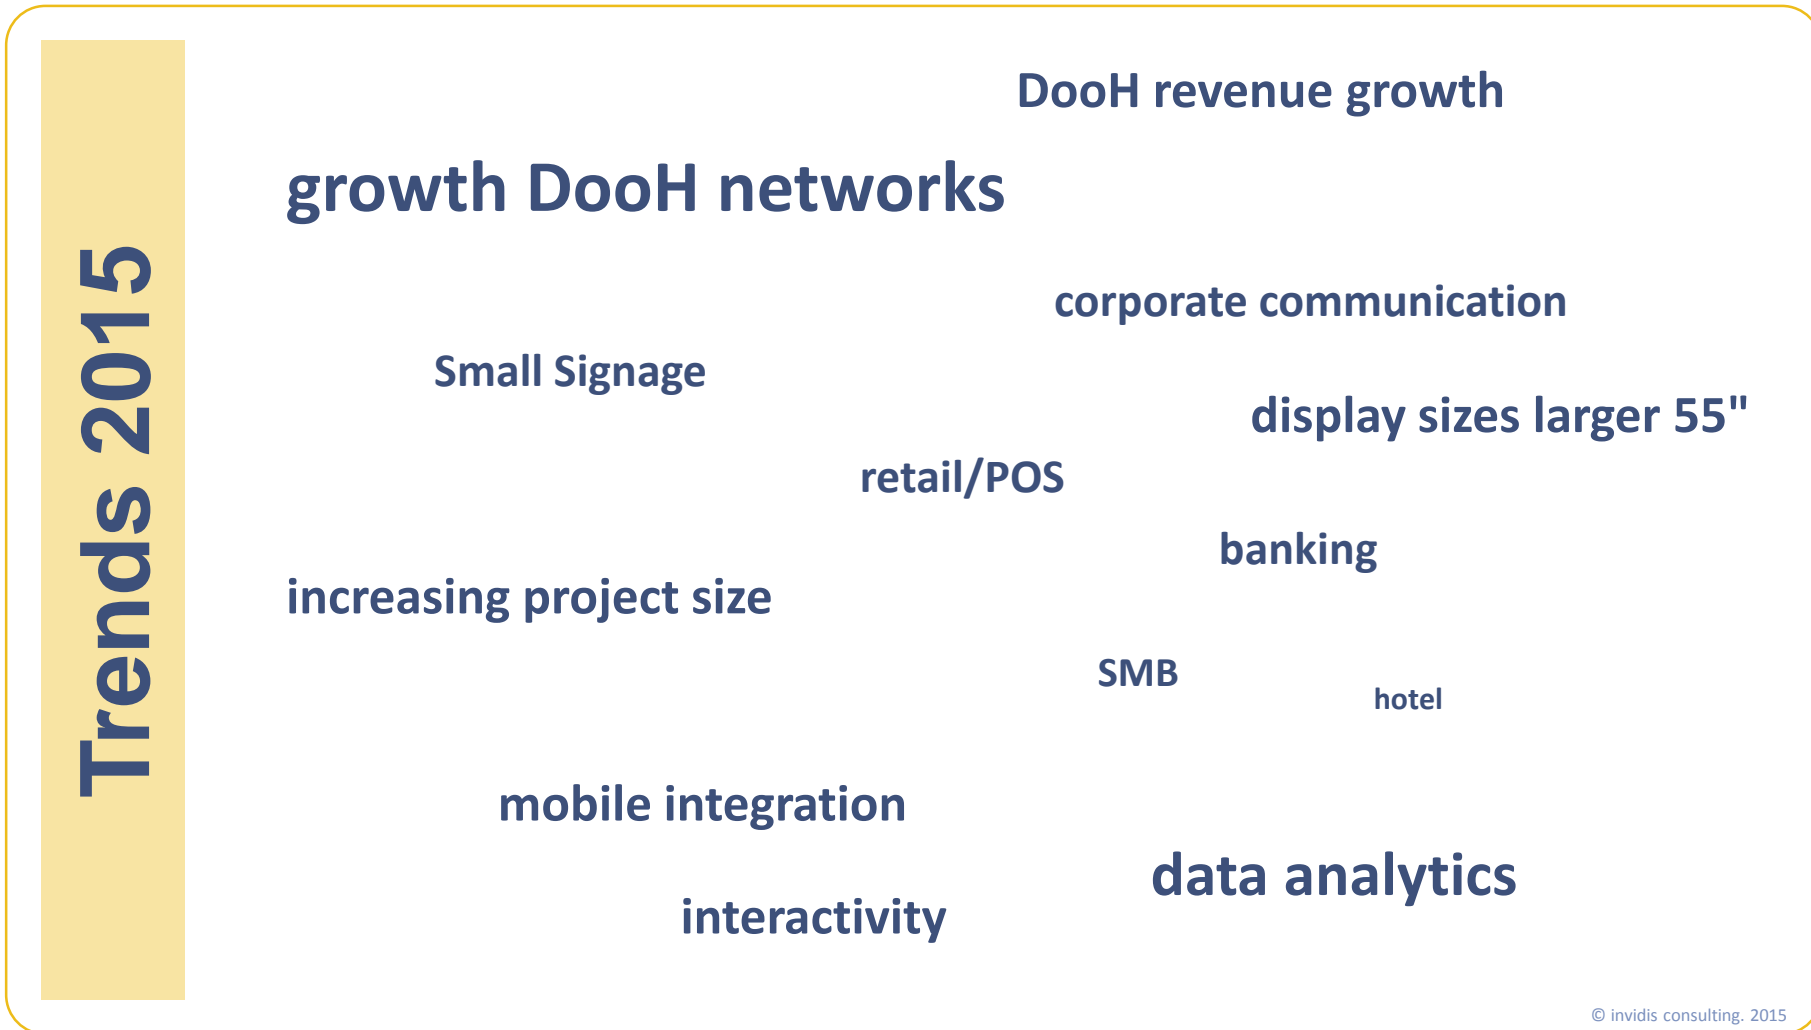 Trends 2015
DooH revenue growth
growth DooH networks
corporate communication
Small Signage
display sizes larger 55"
retail/POS
banking
increasing project size
SMB
hotel
mobile integration
data analytics
interactivity
© invidis consulting. 2015